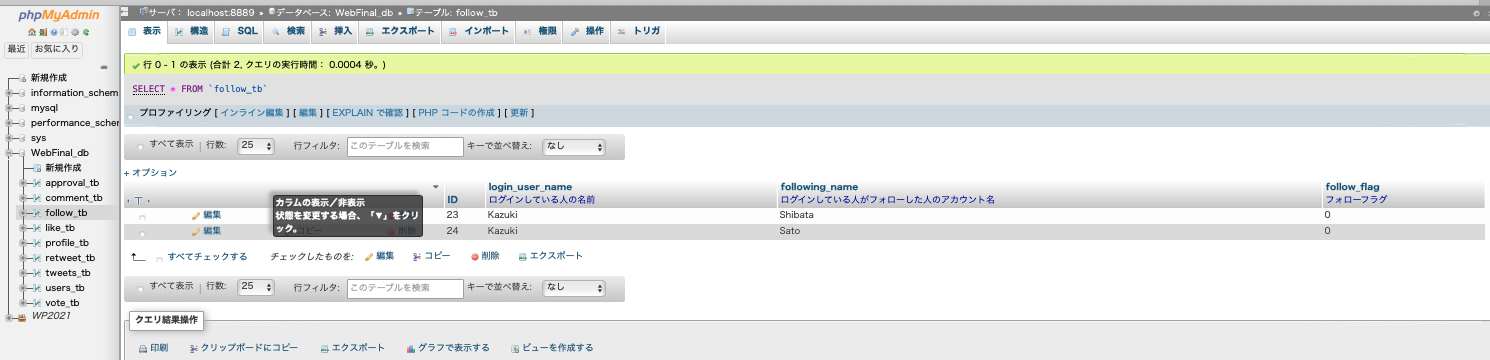 phpMyAdmin
最近 お気に入り
新規作成
information_schem
mysql
performance_schem
sys
WebFinal_db
新規作成
approval_tb
comment_tb
follow_tb
like_tb
profile_tb
retweet_tb
tweets_tb
users_tb
vote_tb
WP2021
サーバ: localhost:8889 » データベース: WebFinal_db » テーブル: follow_tb
表示 構造 SQL 検索 挿入 エクスポート インポート 権限 操作 トリガ
行 0 - 1 の表示 (合計 2, クエリの実行時間: 0.0004 秒。)
SELECT * FROM `follow_tb`
プロファイリング [ インライン編集 ] [ 編集 ] [ EXPLAIN で確認 ] [ PHP コードの作成 ] [ 更新 ]
すべて表示 | 行数: 25 行フィルタ: このテーブルを検索 キーで並べ替え: なし
+ オプション
←T→ ID login_user_name following_name follow_flag
ログインしている人の名前 ログインしている人がフォローした人のアカウント名 フォローフラグ
カラムの表示/非表示
状態を変更する場合、「▼」をクリ
ック。
編集 23 Kazuki Shibata 0
編集 コピー 削除 24 Kazuki Sato 0
すべてチェックする チェックしたものを: 編集 コピー 削除 エクスポート
すべて表示 | 行数: 25 行フィルタ: このテーブルを検索 キーで並べ替え: なし
クエリ結果操作
印刷 クリップボードにコピー エクスポート グラフで表示する ビューを作成する